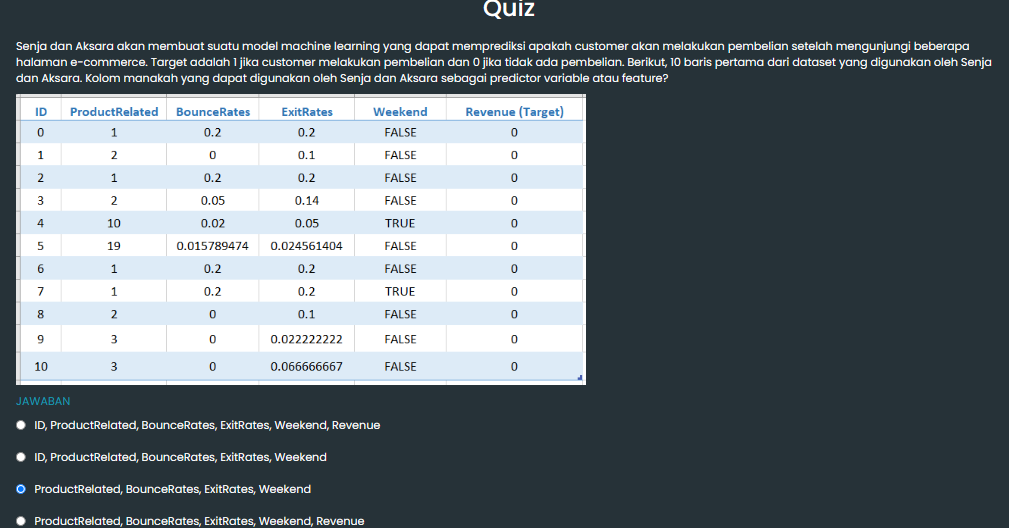 Quiz
Senja dan Aksara akan membuat suatu model machine learning yang dapat memprediksi apakah customer akan melakukan pembelian setelah mengunjungi beberapa
halaman e-commerce. Target adalah 1 jika customer melakukan pembelian dan 0 jika tidak ada pembelian. Berikut, 10 baris pertama dari dataset yang digunakan oleh Senja
dan Aksara. Kolom manakah yang dapat digunakan oleh Senja dan Aksara sebagai predictor variable atau feature?
ID ProductRelated BounceRates ExitRates Weekend Revenue (Target)
0 1 0.2 0.2 FALSE 0
1 2 0 0.1 FALSE 0
2 1 0.2 0.2 FALSE 0
3 2 0.05 0.14 FALSE 0
4 10 0.02 0.05 TRUE 0
5 19 0.015789474 0.024561404 FALSE 0
6 1 0.2 0.2 FALSE 0
7 1 0.2 0.2 TRUE 0
8 2 0 0.1 FALSE 0
9 3 0 0.022222222 FALSE 0
10 3 0 0.066666667 FALSE 0
JAWABAN
ID, ProductRelated, BounceRates, ExitRates, Weekend, Revenue
ID, ProductRelated, BounceRates, ExitRates, Weekend
ProductRelated, BounceRates, ExitRates, Weekend
ProductRelated, BounceRates, ExitRates, Weekend, Revenue